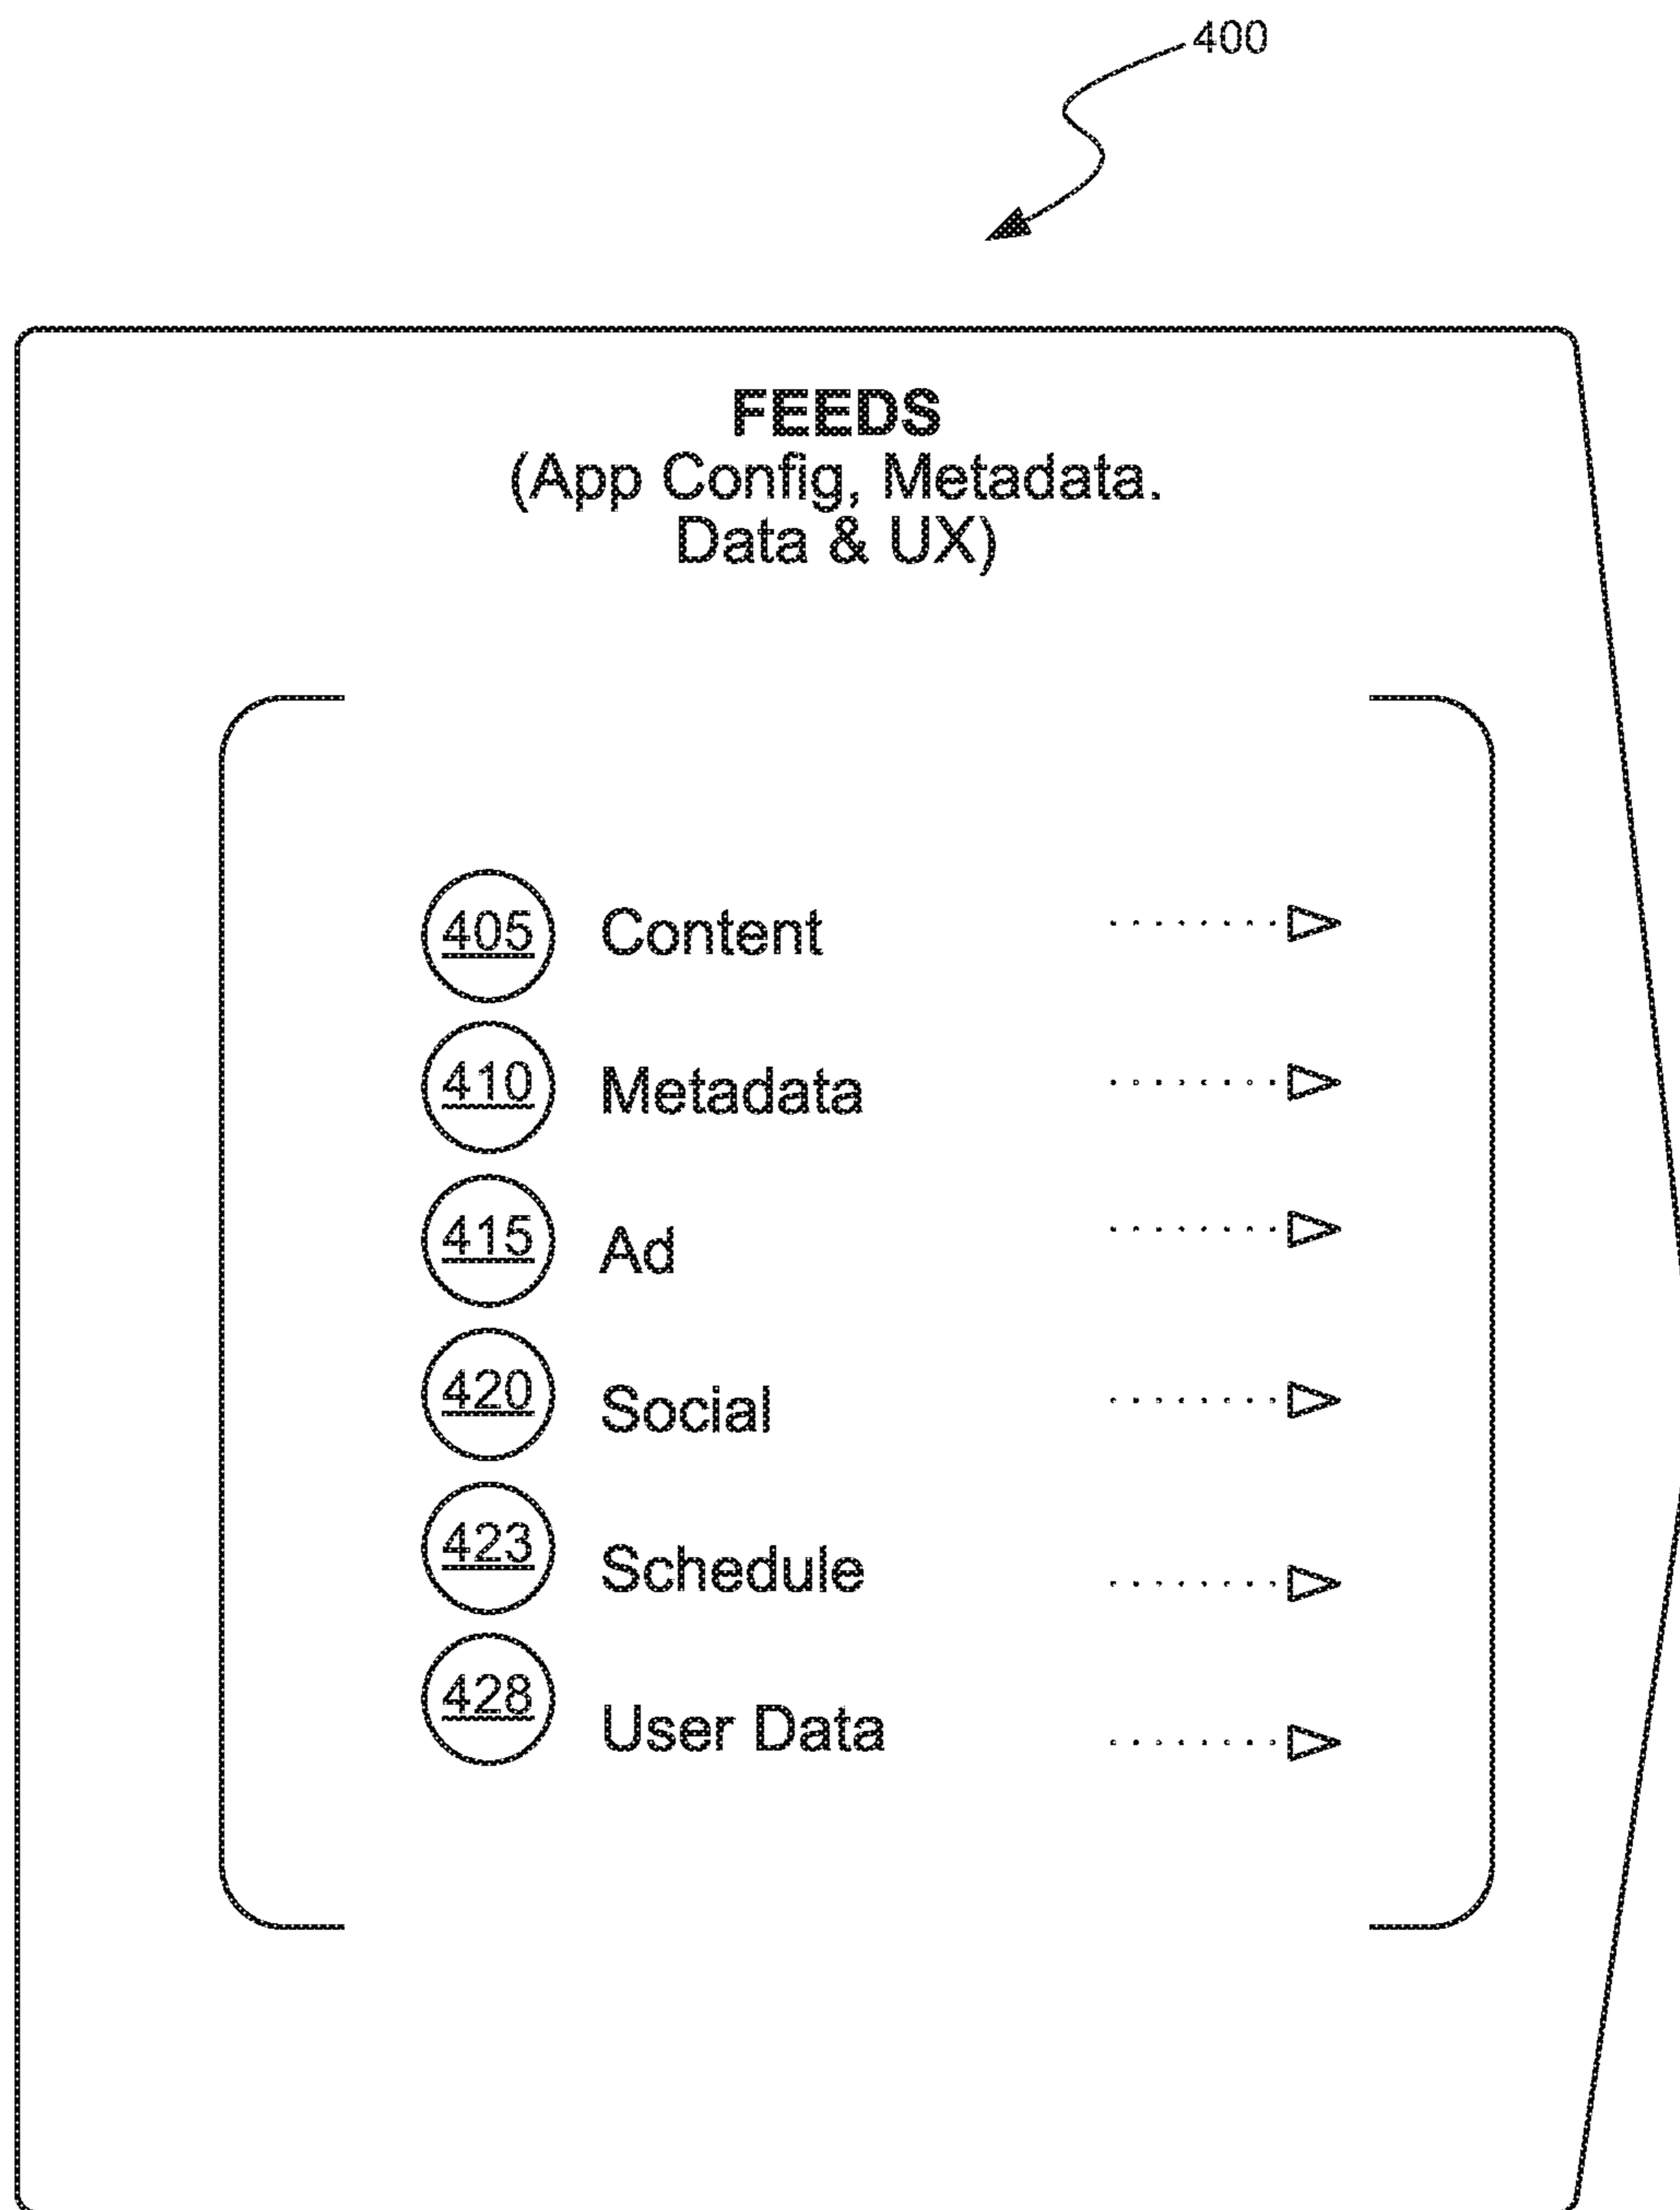 400
FEEDS
(App Config, Metadata.
Data & UX)
405 Content
410 Metadata
415 Ad
420 Social
423 Schedule
428 User Data